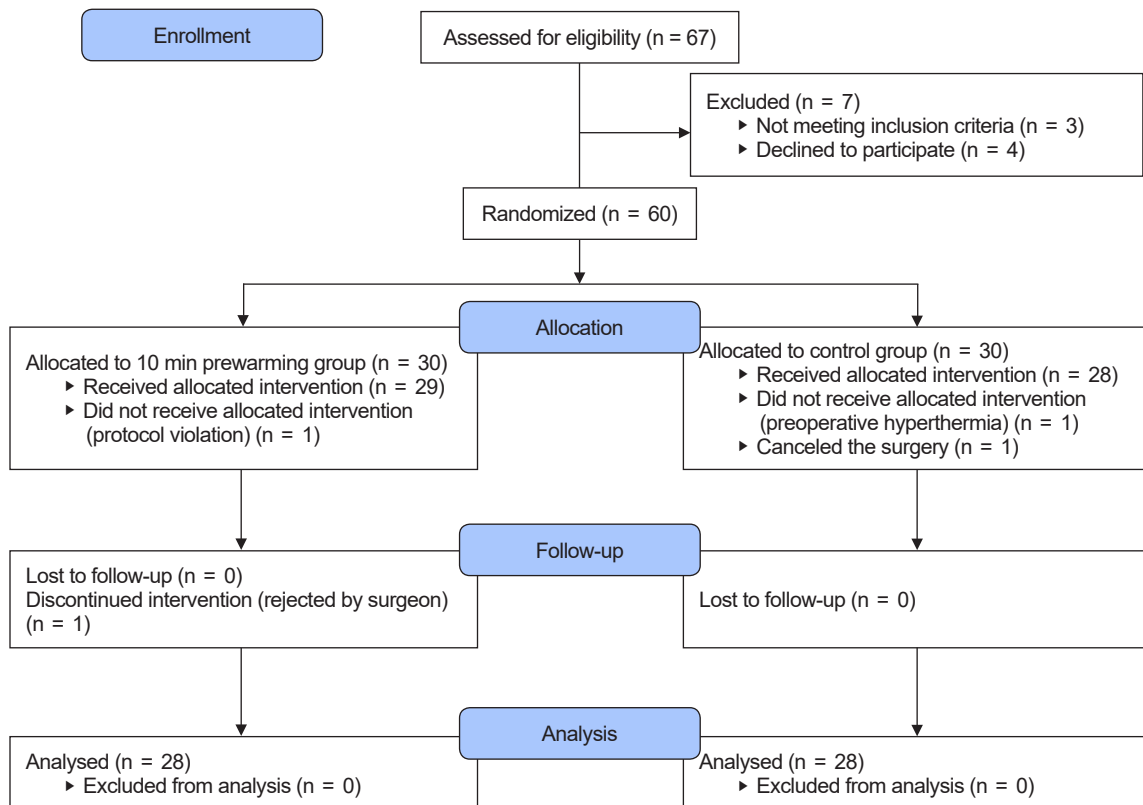 Enrollment
Assessed for eligibility (n = 67)
Excluded (n = 7)
▶ Not meeting inclusion criteria (n = 3)
▶ Declined to participate (n = 4)
Randomized (n = 60)
Allocation
Allocated to 10 min prewarming group (n = 30)
▶ Received allocated intervention (n = 29)
▶ Did not receive allocated intervention
(protocol violation) (n = 1)
Allocated to control group (n = 30)
▶ Received allocated intervention (n = 28)
▶ Did not receive allocated intervention
(preoperative hyperthermia) (n = 1)
▶ Canceled the surgery (n = 1)
Follow-up
Lost to follow-up (n = 0)
Discontinued intervention (rejected by surgeon)
(n = 1)
Lost to follow-up (n = 0)
Analysis
Analysed (n = 28)
▶ Excluded from analysis (n = 0)
Analysed (n = 28)
▶ Excluded from analysis (n = 0)